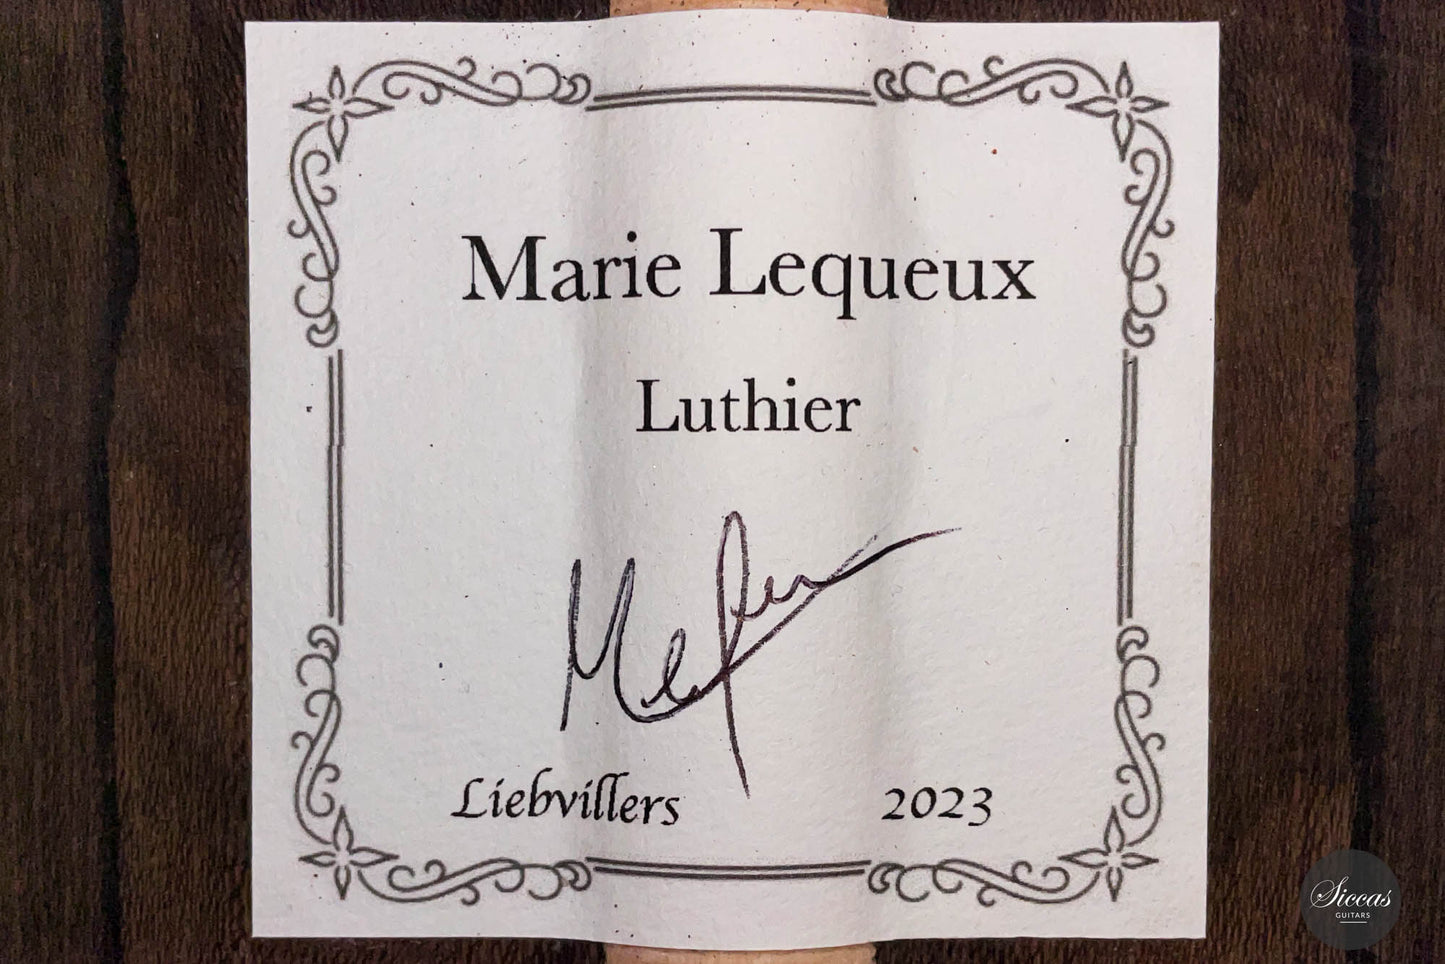 Marie Lequeux
Luthier
Liebvillers 2023
Siccas
GUITARS